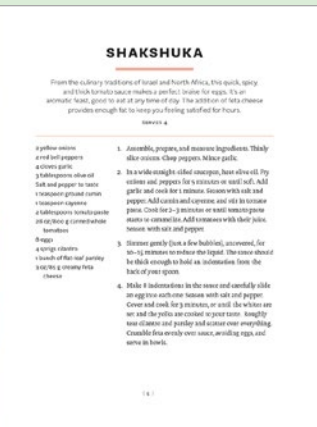 SHAKSHUKA
From the culinary traditions of Israel and North Africa, this quick, spicy
and thick tomato sauce makes a perfect braise for eggs. It's an
aromatic feast, good to eat at any time of day. The addition of feta cheese
provides enough fat to keep you feeling satisfied for hours.
SERVES 4
2 yellow onions
2 red bell peppers
4 cloves garlic
3 tablespoons olive oil
Salt and pepper to taste
1 teaspoon ground cumin
1 teaspoon cayenne
2 tablespoons tomato paste
28 oz/800 g canned whole
tomatoes
8 eggs
4 sprigs cilantro
1 bunch of flat-leaf parsley
3 oz/85 g creamy feta
cheese
1. Assemble, prepare, and measure ingredients. Thinly
slice onions. Chop peppers. Mince garlic.
2. In a wide straight-sided saucepan, heat olive oil. Fry
onions and peppers for 5 minutes or until soft. Add
garlic and cook for 1 minute. Season with salt and
pepper. Add cumin and cayenne, and stir in tomato
paste. Cook for 2–3 minutes or until tomato paste
starts to caramelize. Add tomatoes with their juice.
Season with salt and pepper.
3. Simmer gently (just a few bubbles), uncovered, for
10–15 minutes to reduce the liquid. The sauce should
be thick enough to hold an indentation from the
back of your spoon.
4. Make 8 indentations in the sauce and carefully slide
an egg into each one. Season with salt and pepper.
Cover and cook for 5 minutes, or until the whites are
set and the yolks are cooked to your taste. Roughly
tear cilantro and parsley and scatter over everything.
Crumble feta evenly over sauce, avoiding eggs, and
serve in bowls.